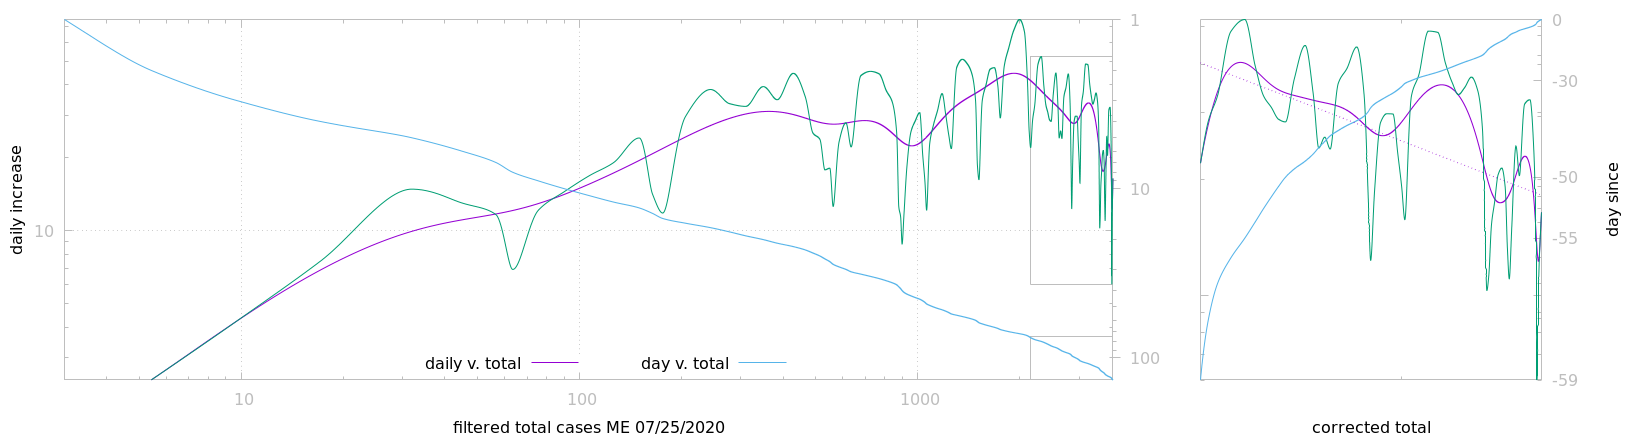 daily increase
10
daily v. total
day v. total
10
100
1000
filtered total cases ME 07/25/2020
1
10
100
0
-30
-50
-55
-59
day since
corrected total